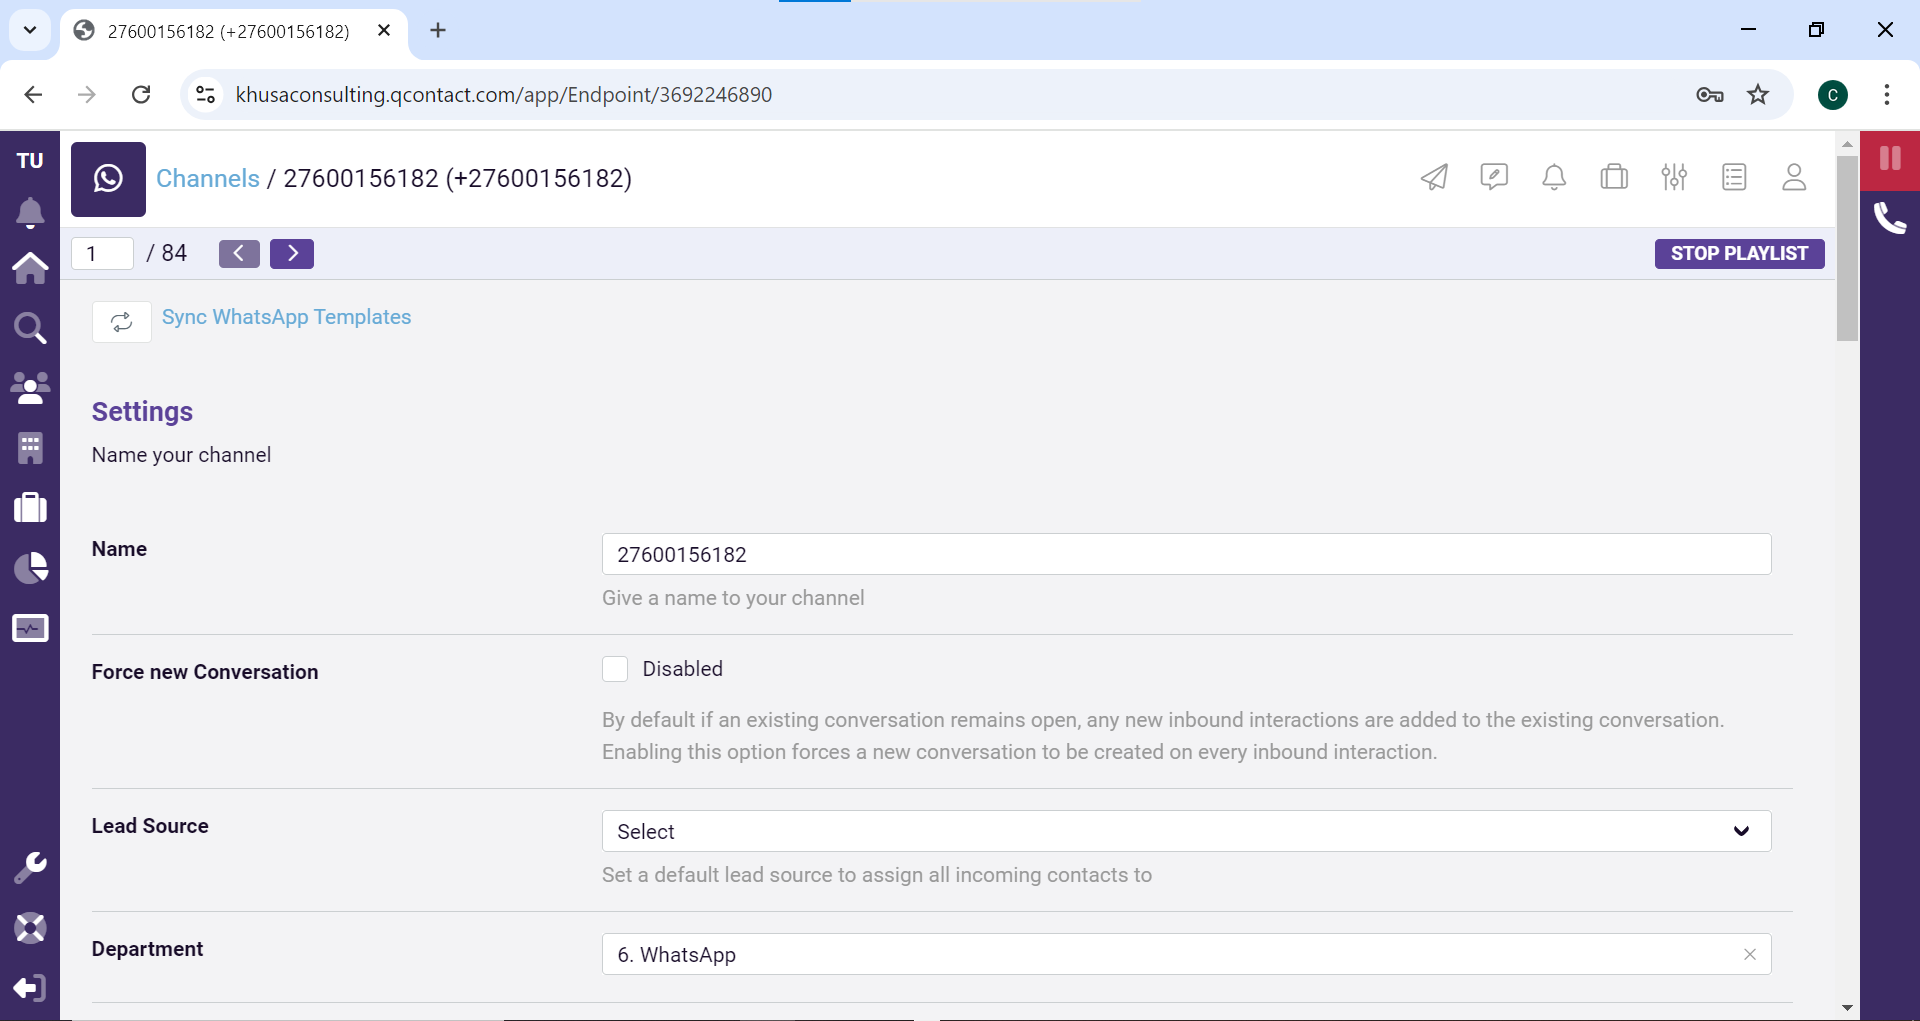 27600156182 (+27600156182)
khusaconsulting.qcontact.com/app/Endpoint/3692246890
C
TU
Channels / 27600156182 (+27600156182)
1 / 84
STOP PLAYLIST
Sync WhatsApp Templates
Settings
Name your channel
Name
27600156182
Give a name to your channel
Force new Conversation
Disabled
By default if an existing conversation remains open, any new inbound interactions are added to the existing conversation.
Enabling this option forces a new conversation to be created on every inbound interaction.
Lead Source
Select
Set a default lead source to assign all incoming contacts to
Department
6. WhatsApp